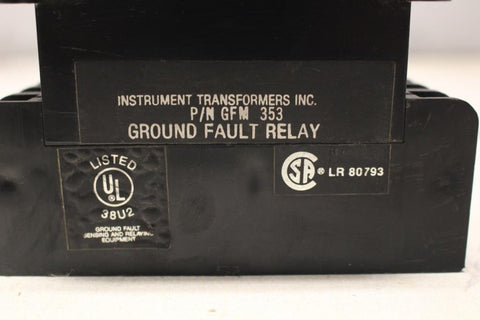 INSTRUMENT TRANSFORMERS INC.
P/N GFM 353
GROUND FAULT RELAY
LISTED
UL ®
38U2
GROUND FAULT
SENSING AND RELAYING
EQUIPMENT
SA ® LR 80793